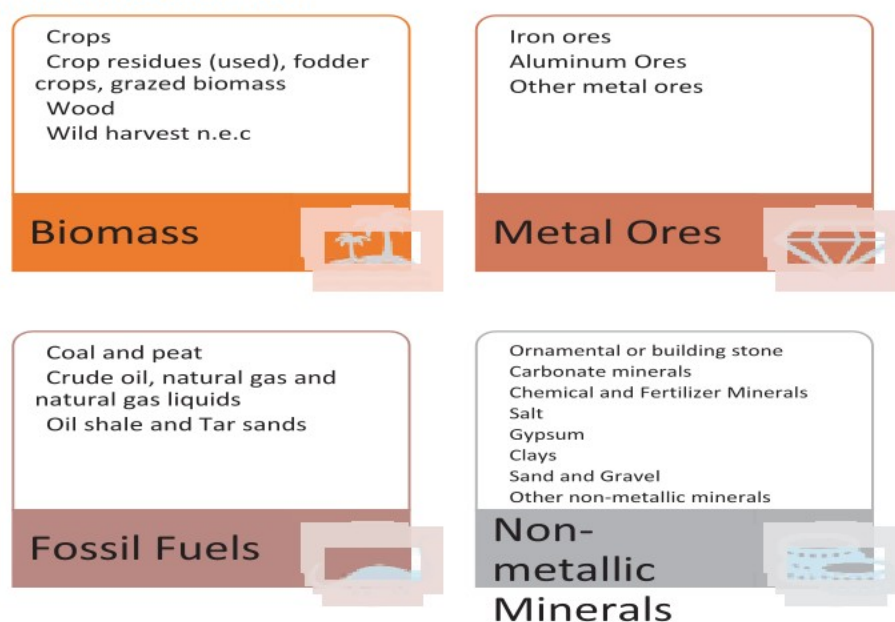 Crops
Crop residues (used), fodder
crops, grazed biomass
Wood
Wild harvest n.e.c
Biomass
Iron ores
Aluminum Ores
Other metal ores
Metal Ores
Coal and peat
Crude oil, natural gas and
natural gas liquids
Oil shale and Tar sands
Fossil Fuels
Ornamental or building stone
Carbonate minerals
Chemical and Fertilizer Minerals
Salt
Gypsum
Clays
Sand and Gravel
Other non-metallic minerals
Non-
metallic
Minerals